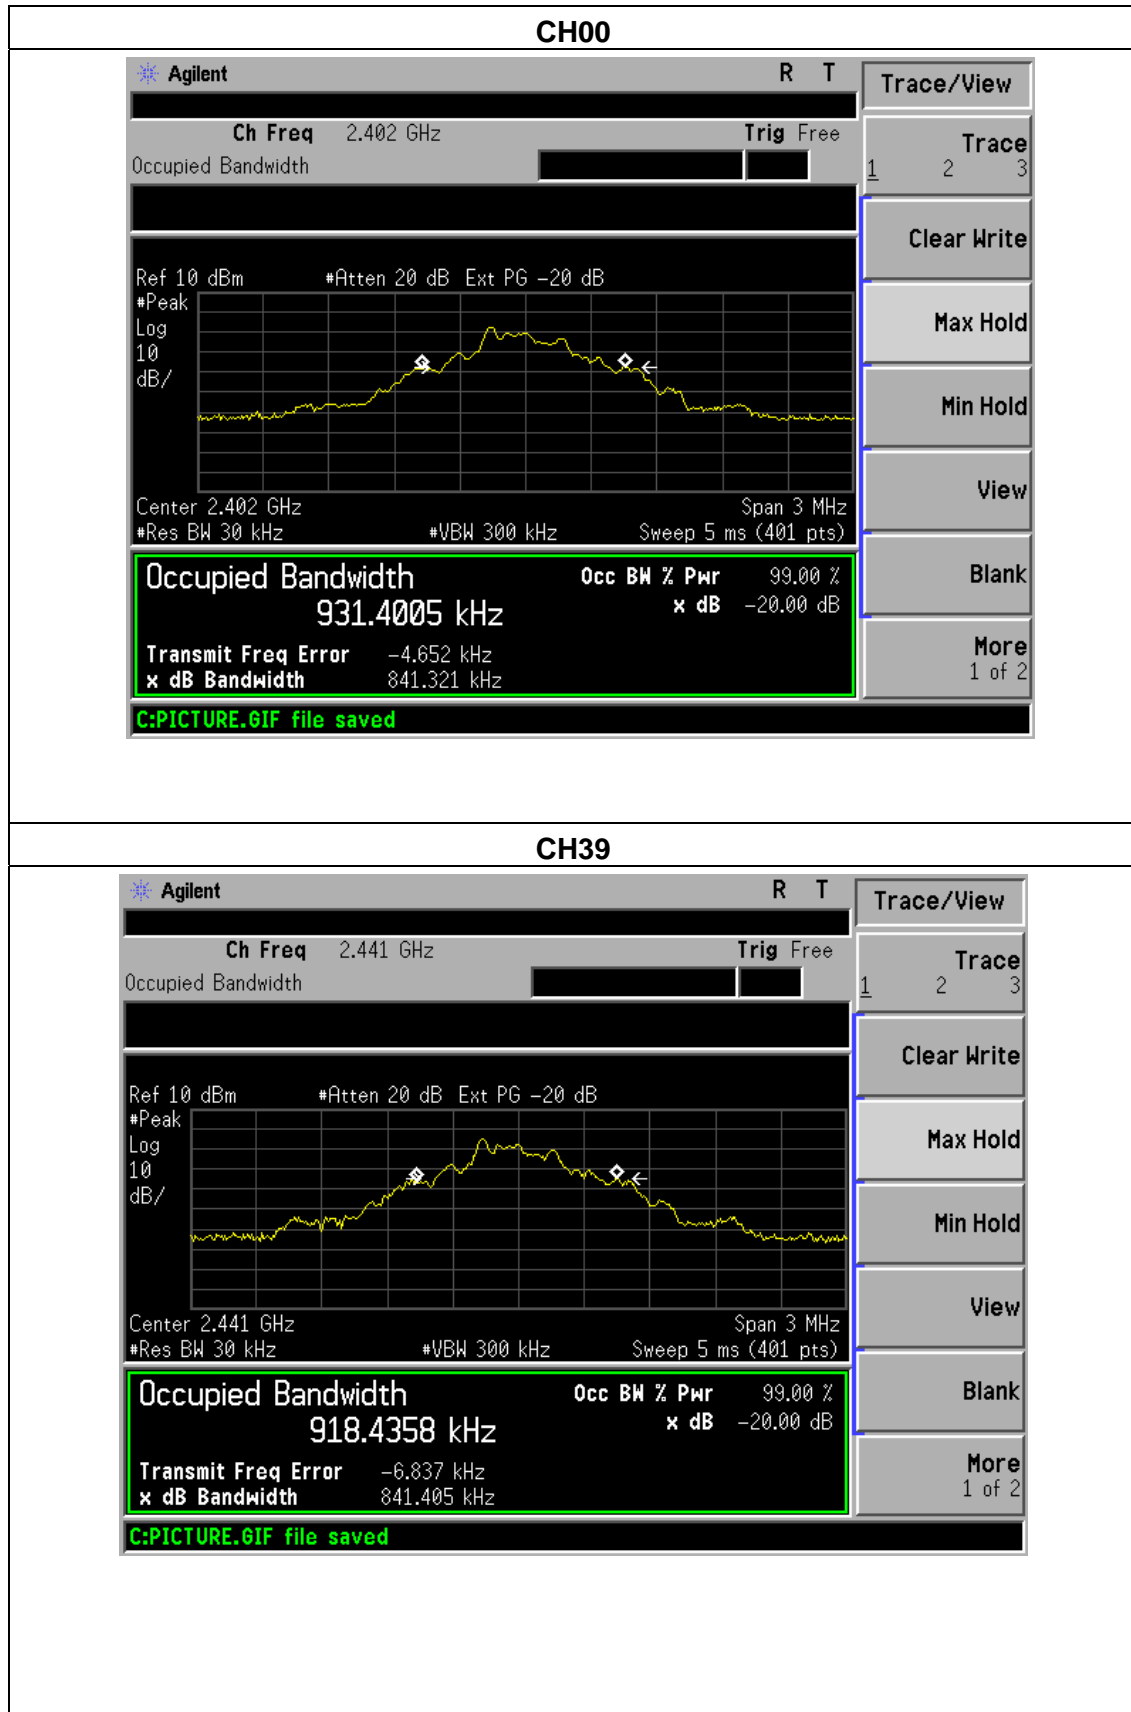 CH00
Agilent R T Trace/View
Ch Freq 2.402 GHz Trig Free
Occupied Bandwidth
Trace
1 2 3
Clear Write
Max Hold
Min Hold
View
Blank
More
1 of 2
Ref 10 dBm #Atten 20 dB Ext PG -20 dB
#Peak
Log
10
dB/
Center 2.402 GHz Span 3 MHz
#Res BW 30 kHz #VBW 300 kHz Sweep 5 ms (401 pts)
Occupied Bandwidth Occ BW % Pwr 99.00 %
931.4005 kHz x dB -20.00 dB
Transmit Freq Error -4.652 kHz
x dB Bandwidth 841.321 kHz
C:PICTURE.GIF file saved
CH39
Agilent R T Trace/View
Ch Freq 2.441 GHz Trig Free
Occupied Bandwidth
Trace
1 2 3
Clear Write
Max Hold
Min Hold
View
Blank
More
1 of 2
Ref 10 dBm #Atten 20 dB Ext PG -20 dB
#Peak
Log
10
dB/
Center 2.441 GHz Span 3 MHz
#Res BW 30 kHz #VBW 300 kHz Sweep 5 ms (401 pts)
Occupied Bandwidth Occ BW % Pwr 99.00 %
918.4358 kHz x dB -20.00 dB
Transmit Freq Error -6.837 kHz
x dB Bandwidth 841.405 kHz
C:PICTURE.GIF file saved